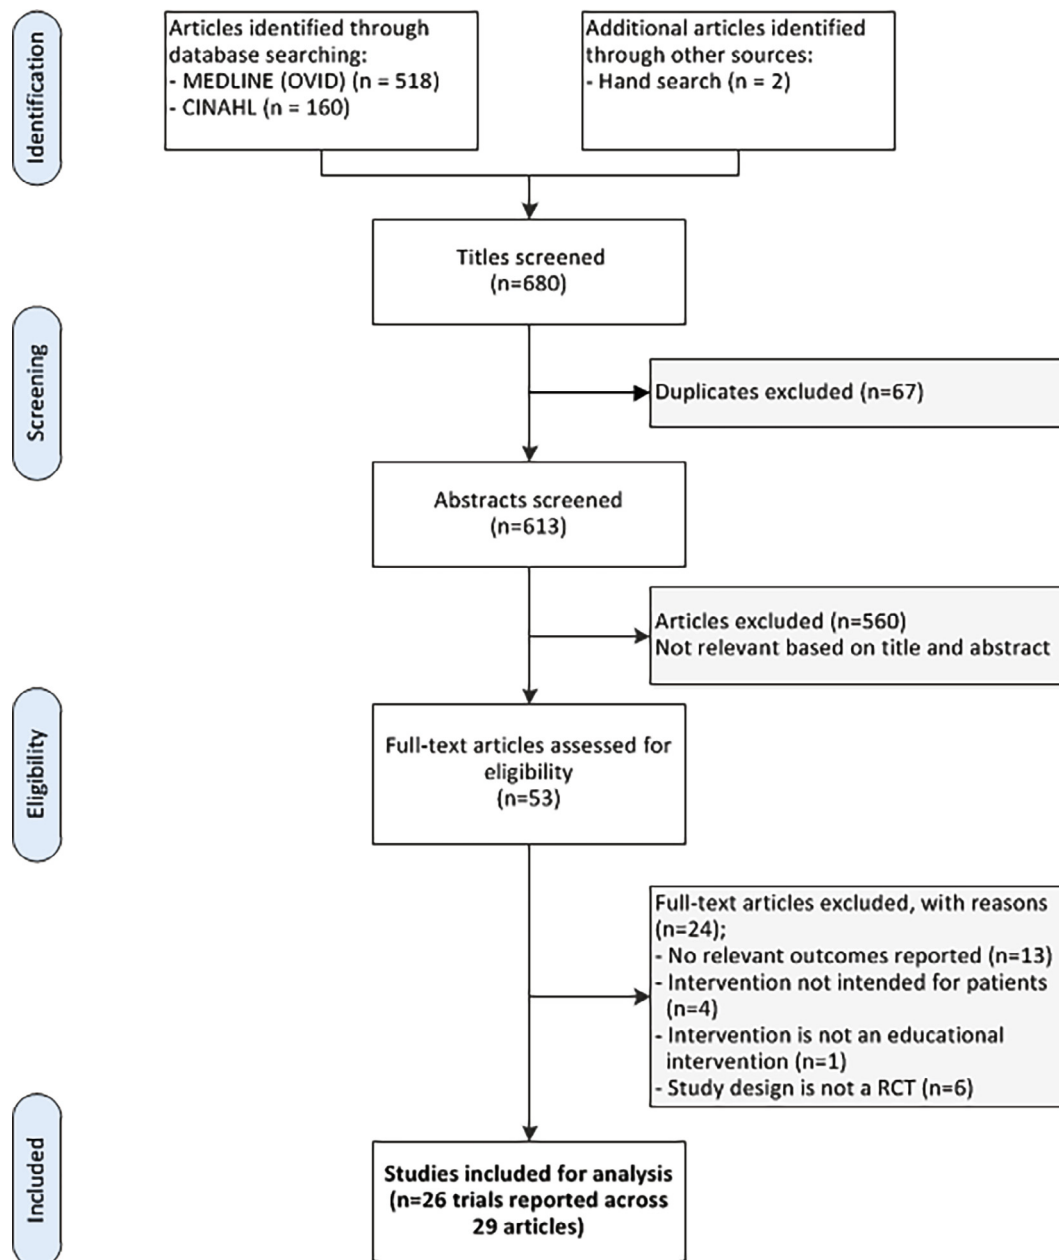 Identification
Articles identified through
database searching:
- MEDLINE (OVID) (n = 518)
- CINAHL (n = 160)
Additional articles identified
through other sources:
- Hand search (n = 2)
Titles screened
(n=680)
Screening
Duplicates excluded (n=67)
Abstracts screened
(n=613)
Articles excluded (n=560)
Not relevant based on title and abstract
Eligibility
Full-text articles assessed for
eligibility
(n=53)
Full-text articles excluded, with reasons
(n=24);
- No relevant outcomes reported (n=13)
- Intervention not intended for patients
(n=4)
- Intervention is not an educational
intervention (n=1)
- Study design is not a RCT (n=6)
Included
Studies included for analysis
(n=26 trials reported across
29 articles)